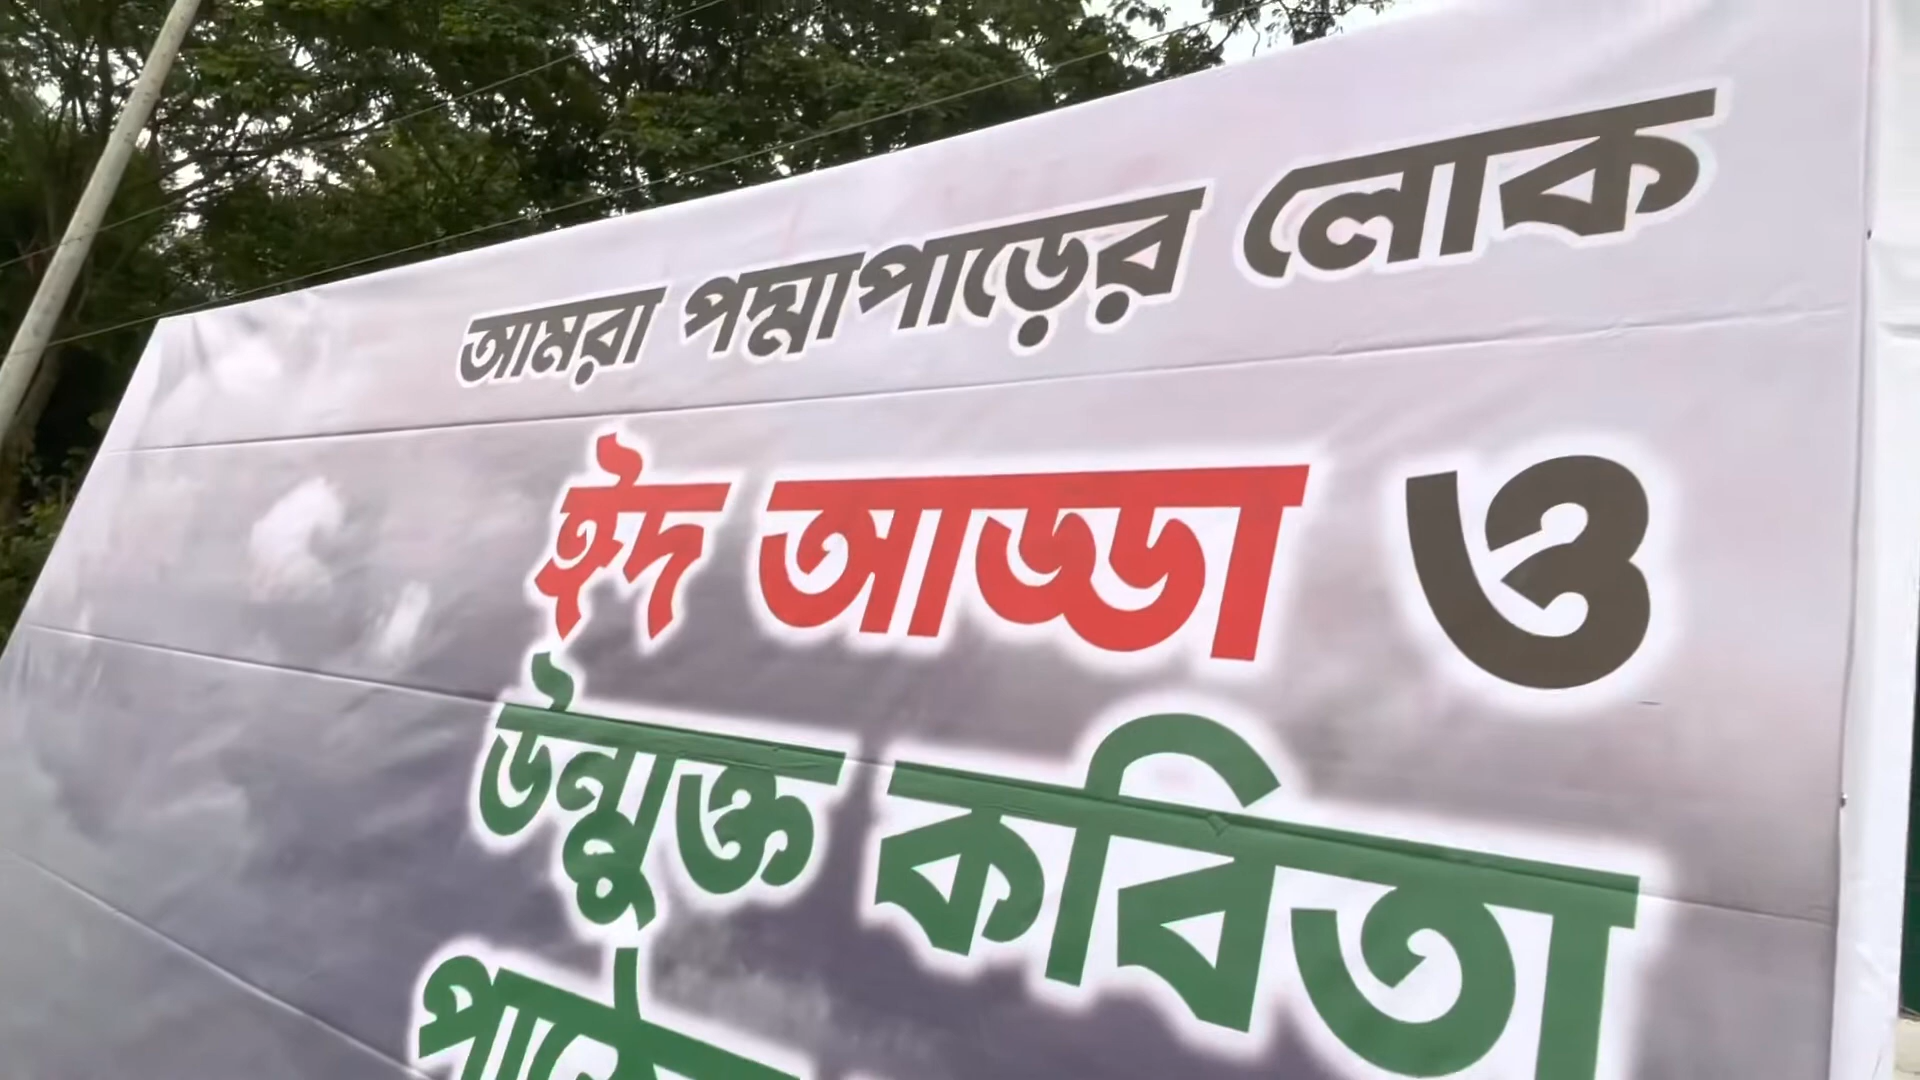 আমরা পদ্মাপাড়ের লোক
ঈদ আড্ডা ও
উন্মুক্ত কবিতা